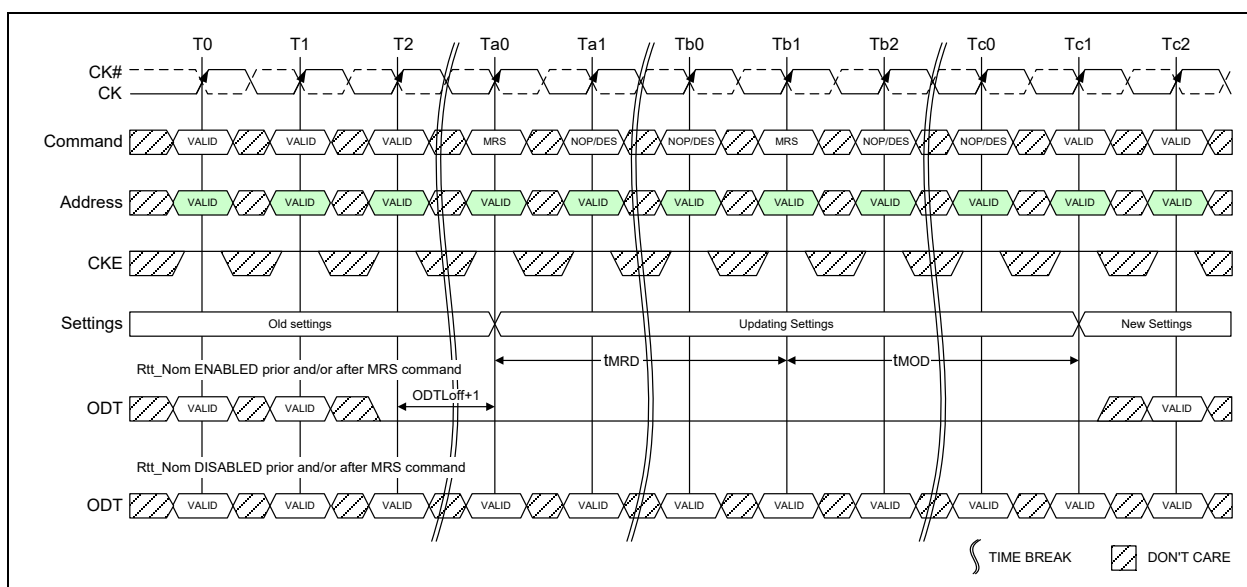 T0 T1 T2 Ta0 Ta1 Tb0 Tb1 Tb2 Tc0 Tc1 Tc2
CK#
CK
Command VALID VALID VALID MRS NOP/DES NOP/DES MRS NOP/DES NOP/DES VALID VALID
Address VALID VALID VALID VALID VALID VALID VALID VALID VALID VALID VALID
CKE
Settings Old settings Updating Settings New Settings
tMRD tMOD
Rtt_Nom ENABLED prior and/or after MRS command
ODTLoff+1
ODT VALID VALID VALID
Rtt_Nom DISABLED prior and/or after MRS command
ODT VALID VALID VALID VALID VALID VALID VALID VALID VALID VALID VALID
TIME BREAK DON'T CARE